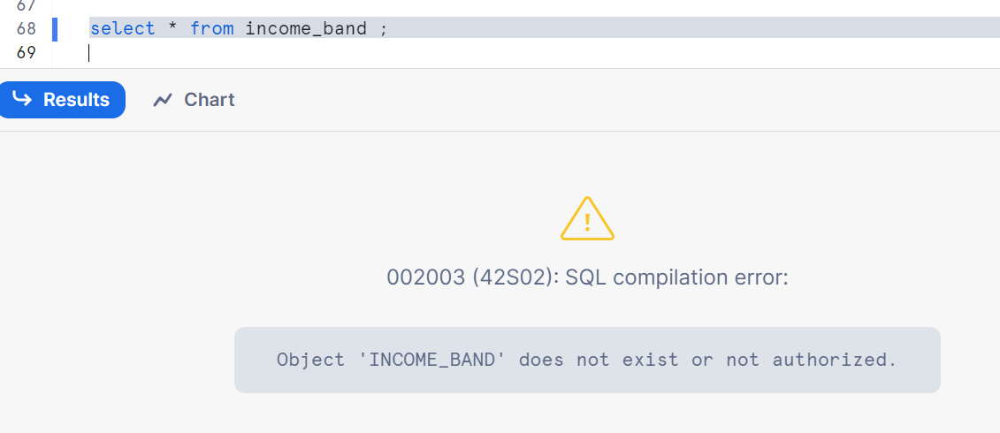 67
68 select * from income_band ;
69
Results Chart
!
002003 (42S02): SQL compilation error:
Object 'INCOME_BAND' does not exist or not authorized.